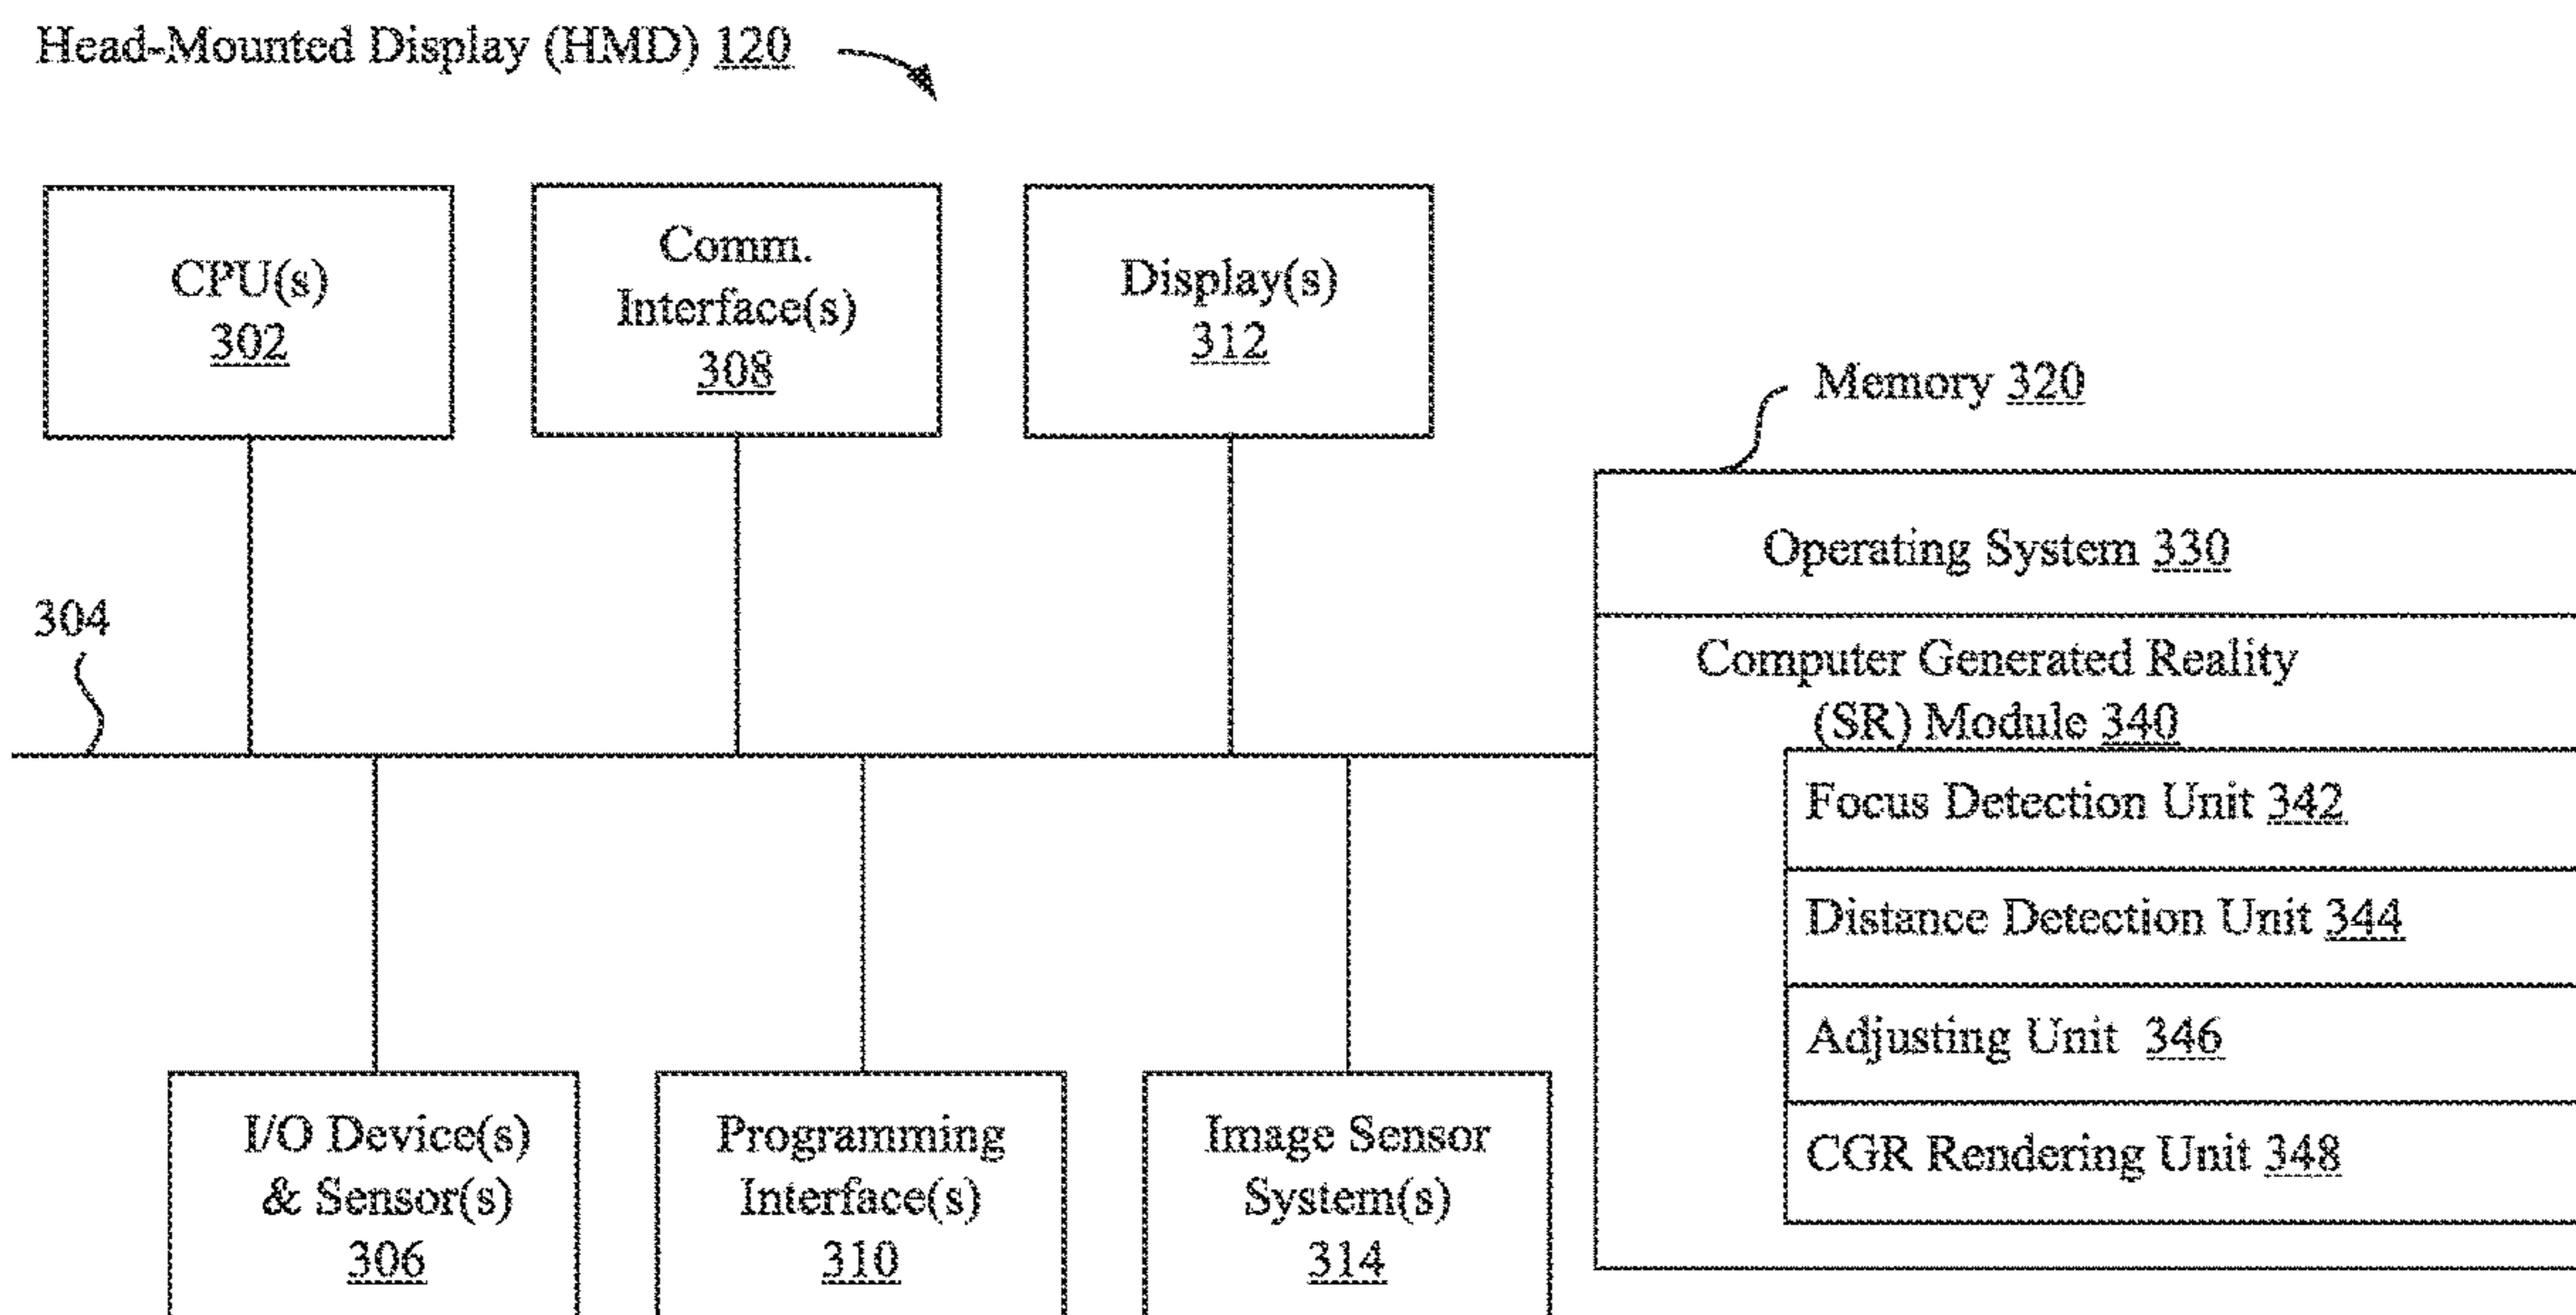 Head-Mounted Display (HMD) 120
CPU(s)
302
Comm.
Interface(s)
308
Display(s)
312
Memory 320
Operating System 330
304
Computer Generated Reality
(SR) Module 340
Focus Detection Unit 342
Distance Detection Unit 344
Adjusting Unit 346
CGR Rendering Unit 348
I/O Device(s)
& Sensor(s)
306
Programming
Interface(s)
310
Image Sensor
System(s)
314